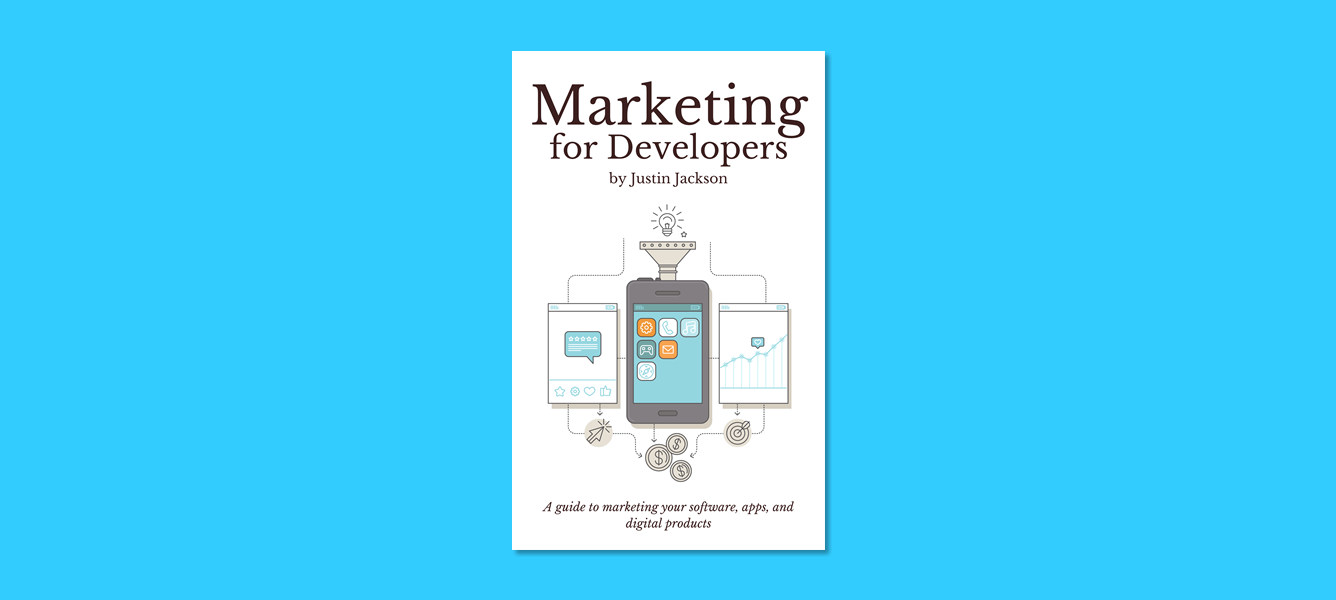 Marketing
for Developers
by Justin Jackson
$
$
$
A guide to marketing your software, apps, and
digital products